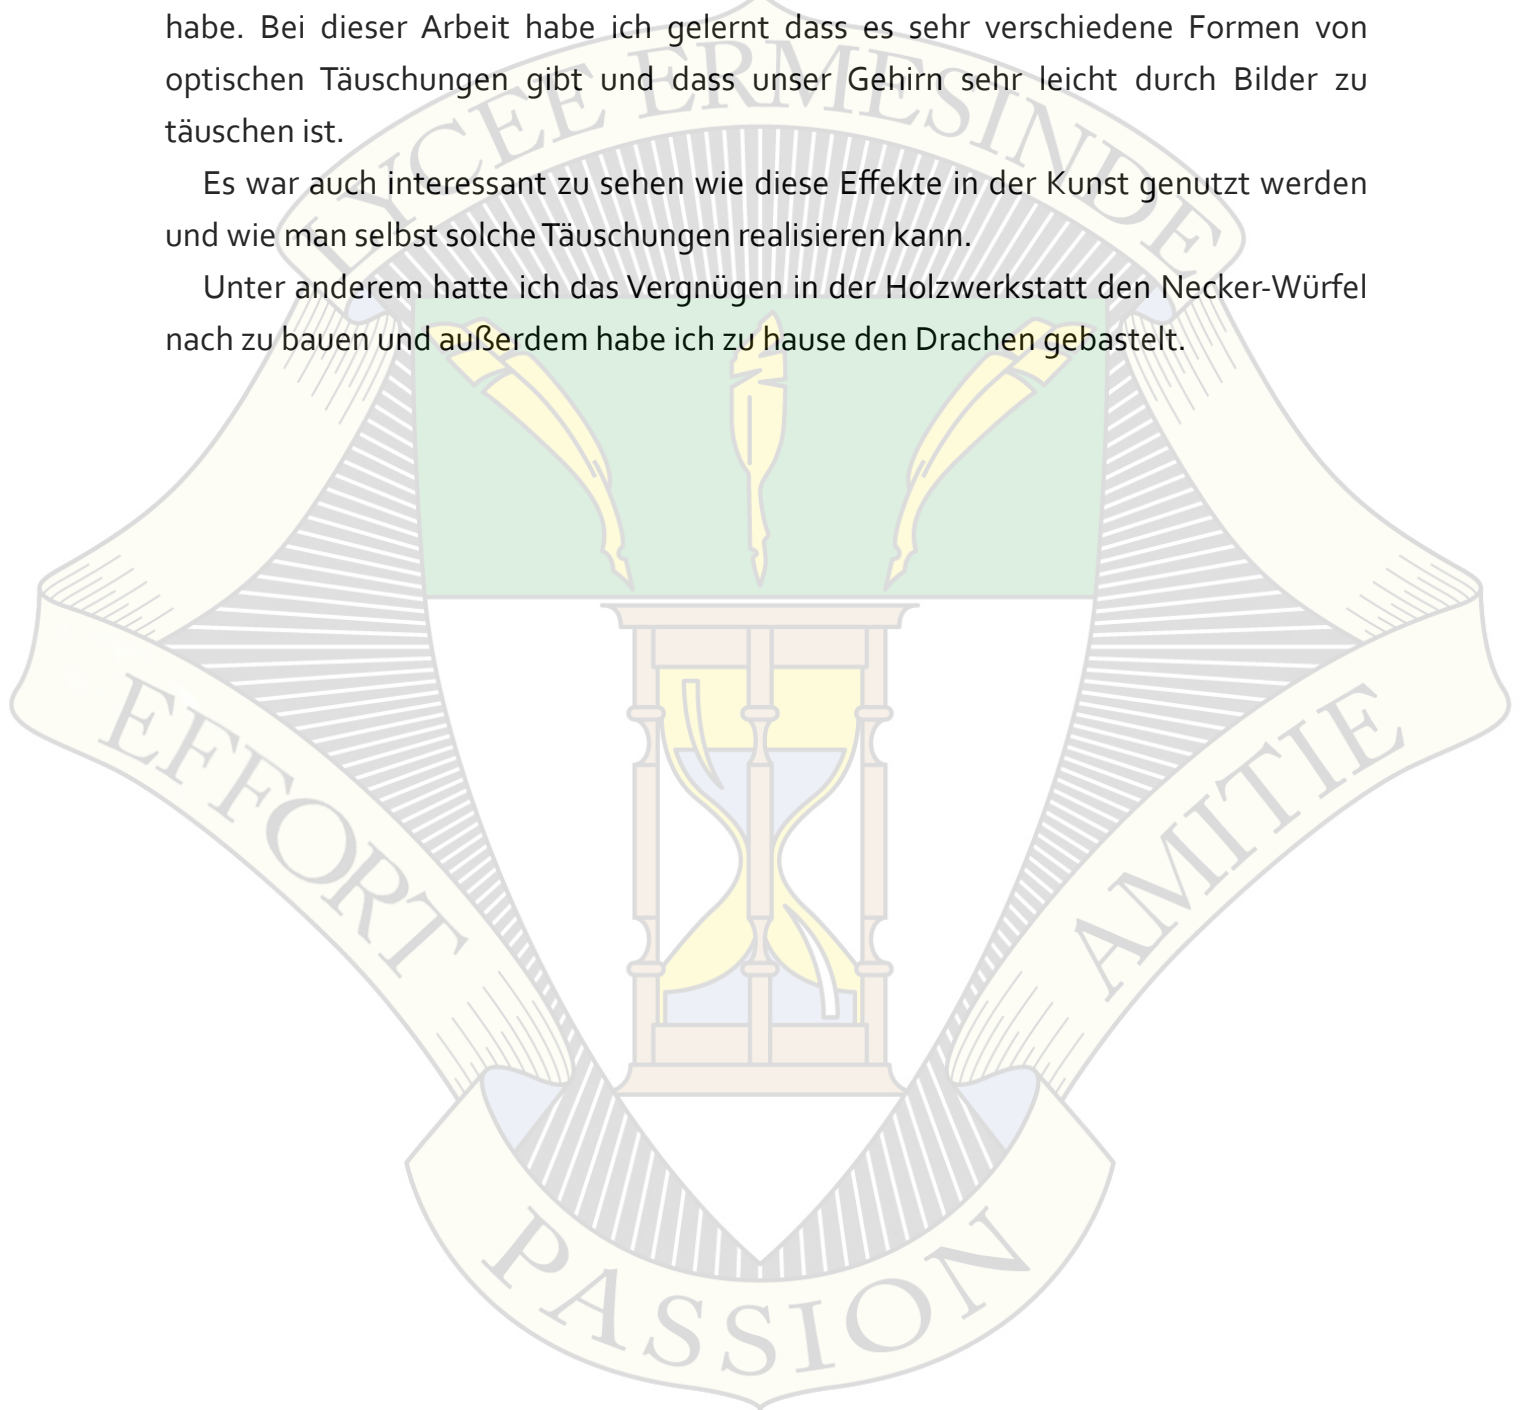 habe. Bei dieser Arbeit habe ich gelernt dass es sehr verschiedene Formen von
optischen Täuschungen gibt und dass unser Gehirn sehr leicht durch Bilder zu
täuschen ist.
Es war auch interessant zu sehen wie diese Effekte in der Kunst genutzt werden
und wie man selbst solche Täuschungen realisieren kann.
Unter anderem hatte ich das Vergnügen in der Holzwerkstatt den Necker-Würfel
nach zu bauen und außerdem habe ich zu hause den Drachen gebastelt.
LYCEE ERMESINDE
EFFORT
AMITIE
PASSION